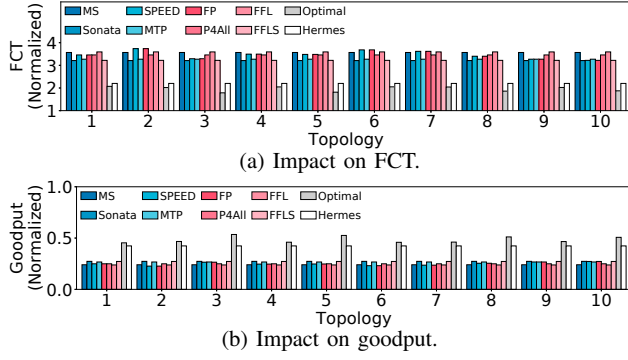 MS SPEED FP FFL Optimal
Sonata MTP P4All FFLS Hermes
FCT
(Normalized)
4
3
2
1
1 2 3 4 5 6 7 8 9 10
Topology
(a) Impact on FCT.
MS SPEED FP FFL Optimal
Sonata MTP P4All FFLS Hermes
Goodput
(Normalized)
1.0
0.5
0.0
1 2 3 4 5 6 7 8 9 10
Topology
(b) Impact on goodput.